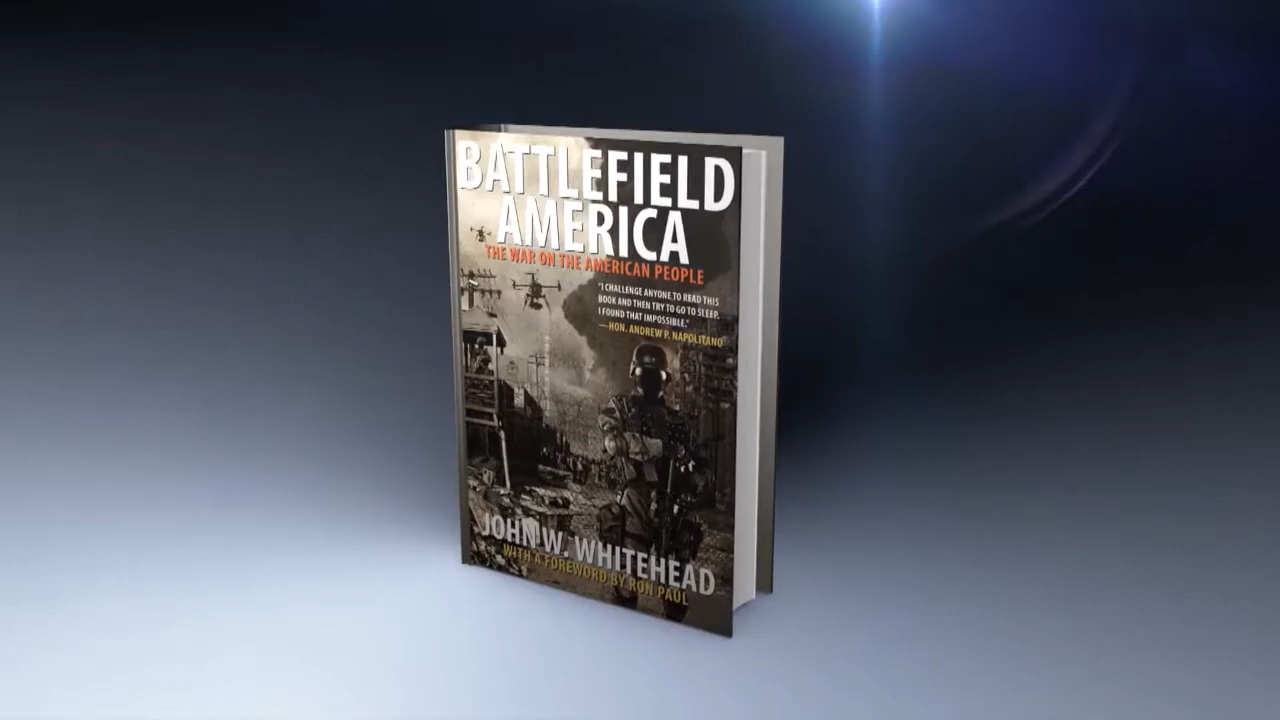 BATTLEFIELD
AMERICA
THE WAR ON THE AMERICAN PEOPLE
"I CHALLENGE ANYONE TO READ THIS
BOOK AND THEN TRY TO GO TO SLEEP.
I FOUND THAT IMPOSSIBLE."
—HON. ANDREW P. NAPOLITANO
JOHN W. WHITEHEAD
WITH A FOREWORD BY RON PAUL